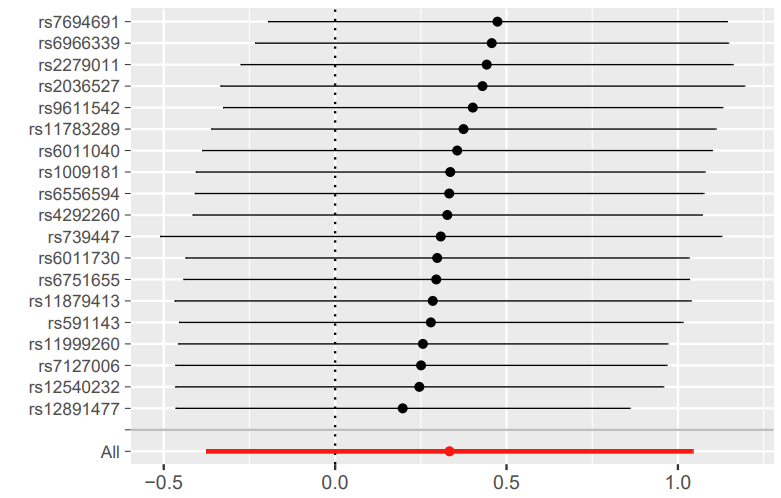 rs7694691
rs6966339
rs2279011
rs2036527
rs9611542
rs11783289
rs6011040
rs1009181
rs6556594
rs4292260
rs739447
rs6011730
rs6751655
rs11879413
rs591143
rs11999260
rs7127006
rs12540232
rs12891477
All
−0.5 0.0 0.5 1.0